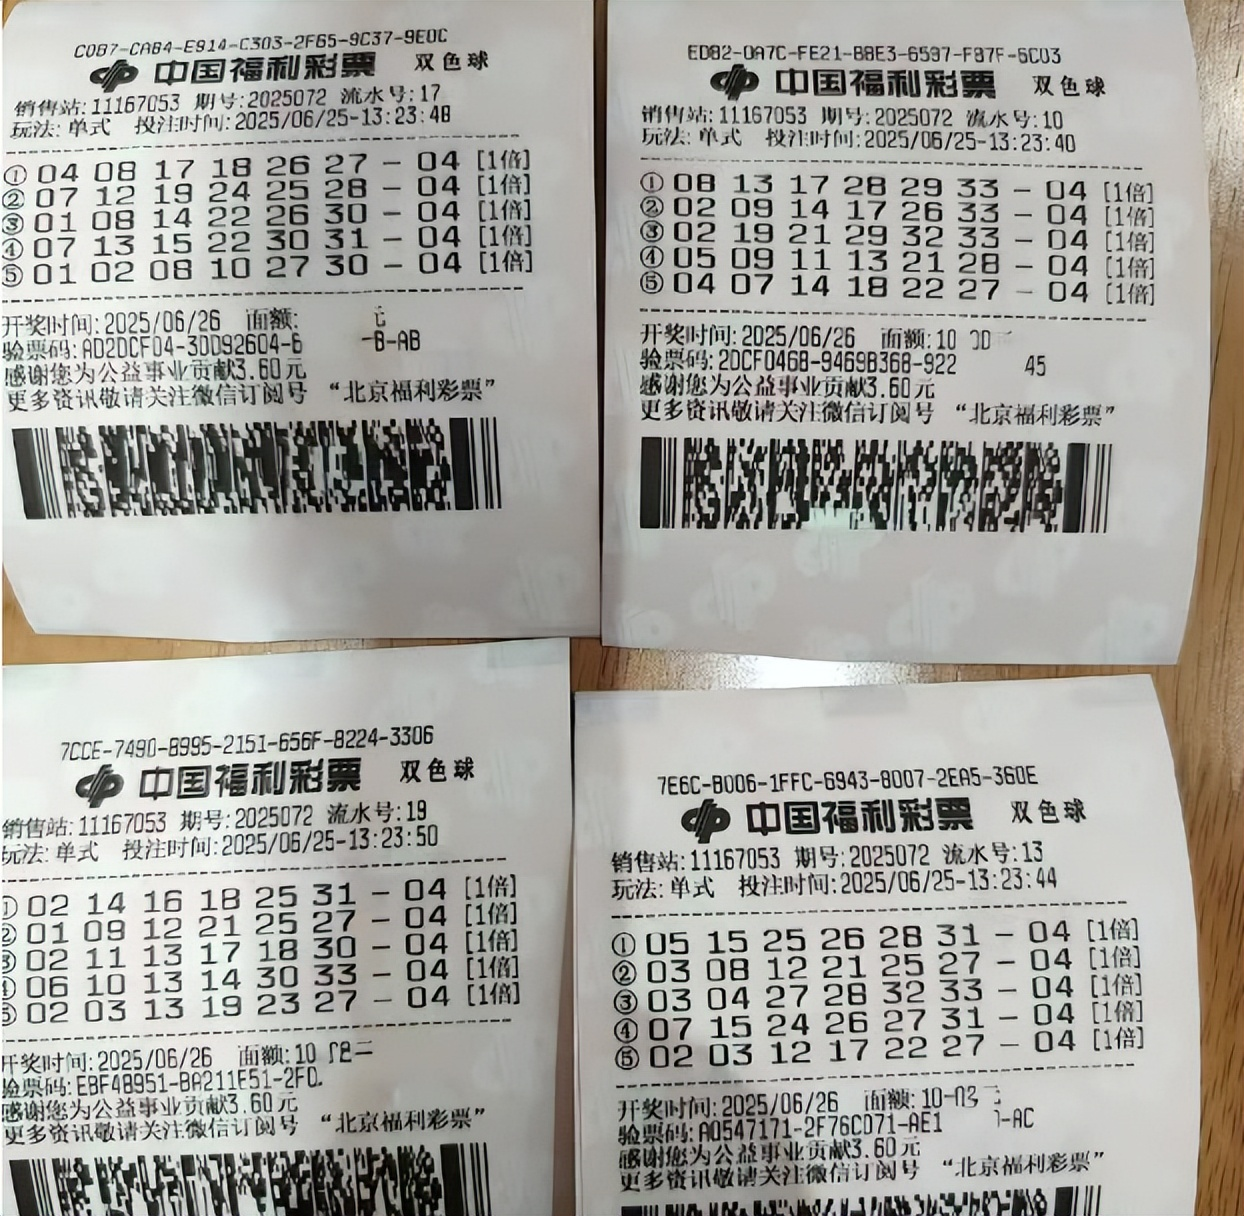 C0B7-CAB4-E914-C303-2F65-9C37-9E0C
中国福利彩票 双色球
销售站:11167053 期号:2025072 流水号:17
玩法:单式 投注时间:2025/06/25-13:23:48
① 04 08 17 18 26 27 - 04 [1倍]
② 07 12 19 24 25 28 - 04 [1倍]
③ 01 08 14 22 26 30 - 04 [1倍]
④ 07 13 15 22 30 31 - 04 [1倍]
⑤ 01 02 08 10 27 30 - 04 [1倍]
开奖时间:2025/06/26 面额:
验票码:AD2DCF04-30D92604-6 -B-AB
感谢您为公益事业贡献3.60元
更多资讯敬请关注微信订阅号 “北京福利彩票”
ED82-0A7C-FE21-B8E3-6597-F87F-6C03
中国福利彩票 双色球
销售站:11167053 期号:2025072 流水号:10
玩法:单式 投注时间:2025/06/25-13:23:40
① 08 13 17 28 29 33 - 04 [1倍]
② 02 09 14 17 26 33 - 04 [1倍]
③ 02 19 21 29 32 33 - 04 [1倍]
④ 05 09 11 13 21 28 - 04 [1倍]
⑤ 04 07 14 18 22 27 - 04 [1倍]
开奖时间:2025/06/26 面额:10
验票码:2DCF046B-9469B368-922 45
感谢您为公益事业贡献3.60元
更多资讯敬请关注微信订阅号 “北京福利彩票”
7CCE-7490-8995-2151-656F-8224-3306
中国福利彩票 双色球
销售站:11167053 期号:2025072 流水号:19
玩法:单式 投注时间:2025/06/25-13:23:50
① 02 14 16 18 25 31 - 04 [1倍]
② 01 09 12 21 25 27 - 04 [1倍]
③ 02 11 13 17 18 30 - 04 [1倍]
④ 06 10 13 14 30 33 - 04 [1倍]
⑤ 02 03 13 19 23 27 - 04 [1倍]
开奖时间:2025/06/26 面额:10
验票码:EBF4B951-BA211E51-2FD
感谢您为公益事业贡献3.60元
更多资讯敬请关注微信订阅号 “北京福利彩票”
7E6C-B006-1FFC-6943-8007-2EA5-360E
中国福利彩票 双色球
销售站:11167053 期号:2025072 流水号:13
玩法:单式 投注时间:2025/06/25-13:23:44
① 05 15 25 26 28 31 - 04 [1倍]
② 03 08 12 21 25 27 - 04 [1倍]
③ 03 04 27 28 32 33 - 04 [1倍]
④ 07 15 24 26 27 31 - 04 [1倍]
⑤ 02 03 12 17 22 27 - 04 [1倍]
开奖时间:2025/06/26 面额:10
验票码:A0547171-2F76CD71-AE1 -AC
感谢您为公益事业贡献3.60元
更多资讯敬请关注微信订阅号 “北京福利彩票”